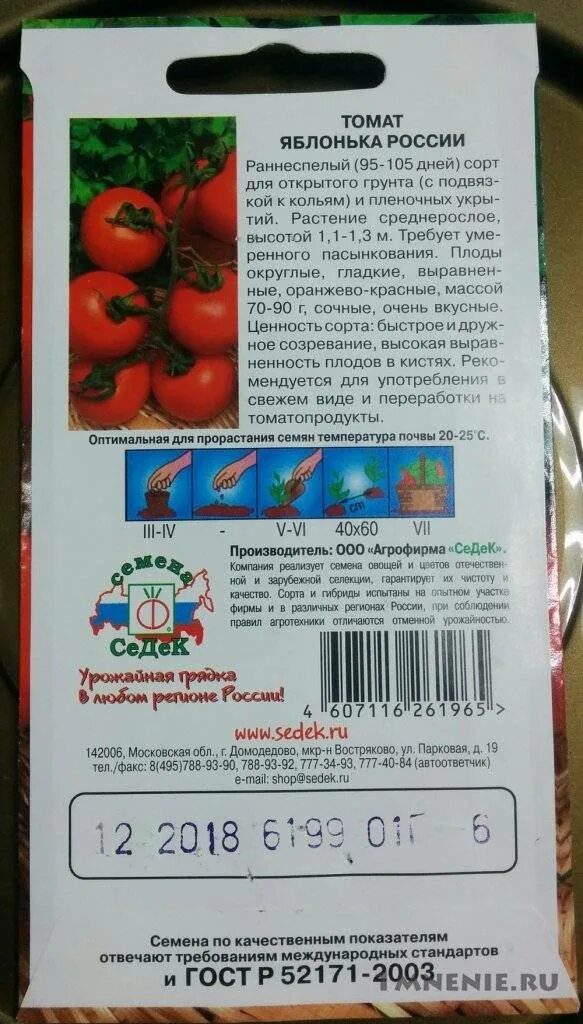 ТОМАТ
ЯБЛОНЬКА РОССИИ
Раннеспелый (95-105 дней) сорт
для открытого грунта (с подвяз-
кой к кольям) и пленочных укры-
тий. Растение среднерослое,
высотой 1,1-1,3 м. Требует уме-
ренного пасынкования. Плоды
округлые, гладкие, выравнен-
ные, оранжево-красные, массой
70-90 г, сочные, очень вкусные.
Ценность сорта: быстрое и друж-
ное созревание, высокая вырав-
ненность плодов в кистях. Реко-
мендуется для употребления в
свежем виде и переработки на
томатопродукты.
Оптимальная для прорастания семян температура почвы 20-25°С.
cm
III-IV - V-VI 40x60 VII
Производитель: ООО «Агрофирма "СеДеК».
Компания реализует семена овощей и цветов отечествен-
ной и зарубежной селекции, гарантирует их чистоту и
качество. Сорта и гибриды испытаны на опытном участке
фирмы и в различных регионах России, при соблюдении
правил агротехники отличаются отменной урожайностью.
семена
СеДеК
Урожайная грядка
в любом регионе России!
4 607116 261965 >
www.sedek.ru
142006, Московская обл., г. Домодедово, мкр-н Востряково, ул. Парковая, д. 19
тел./факс: 8(495)788-93-90, 788-93-92, 777-34-93, 777-40-84 (автоответчик)
e-mail: shop@sedek.ru
12 2018 6199 01Г 6
Семена по качественным показателям
отвечают требованиям международных стандартов
и ГОСТ Р 52171-2003
1MNENIE.RU